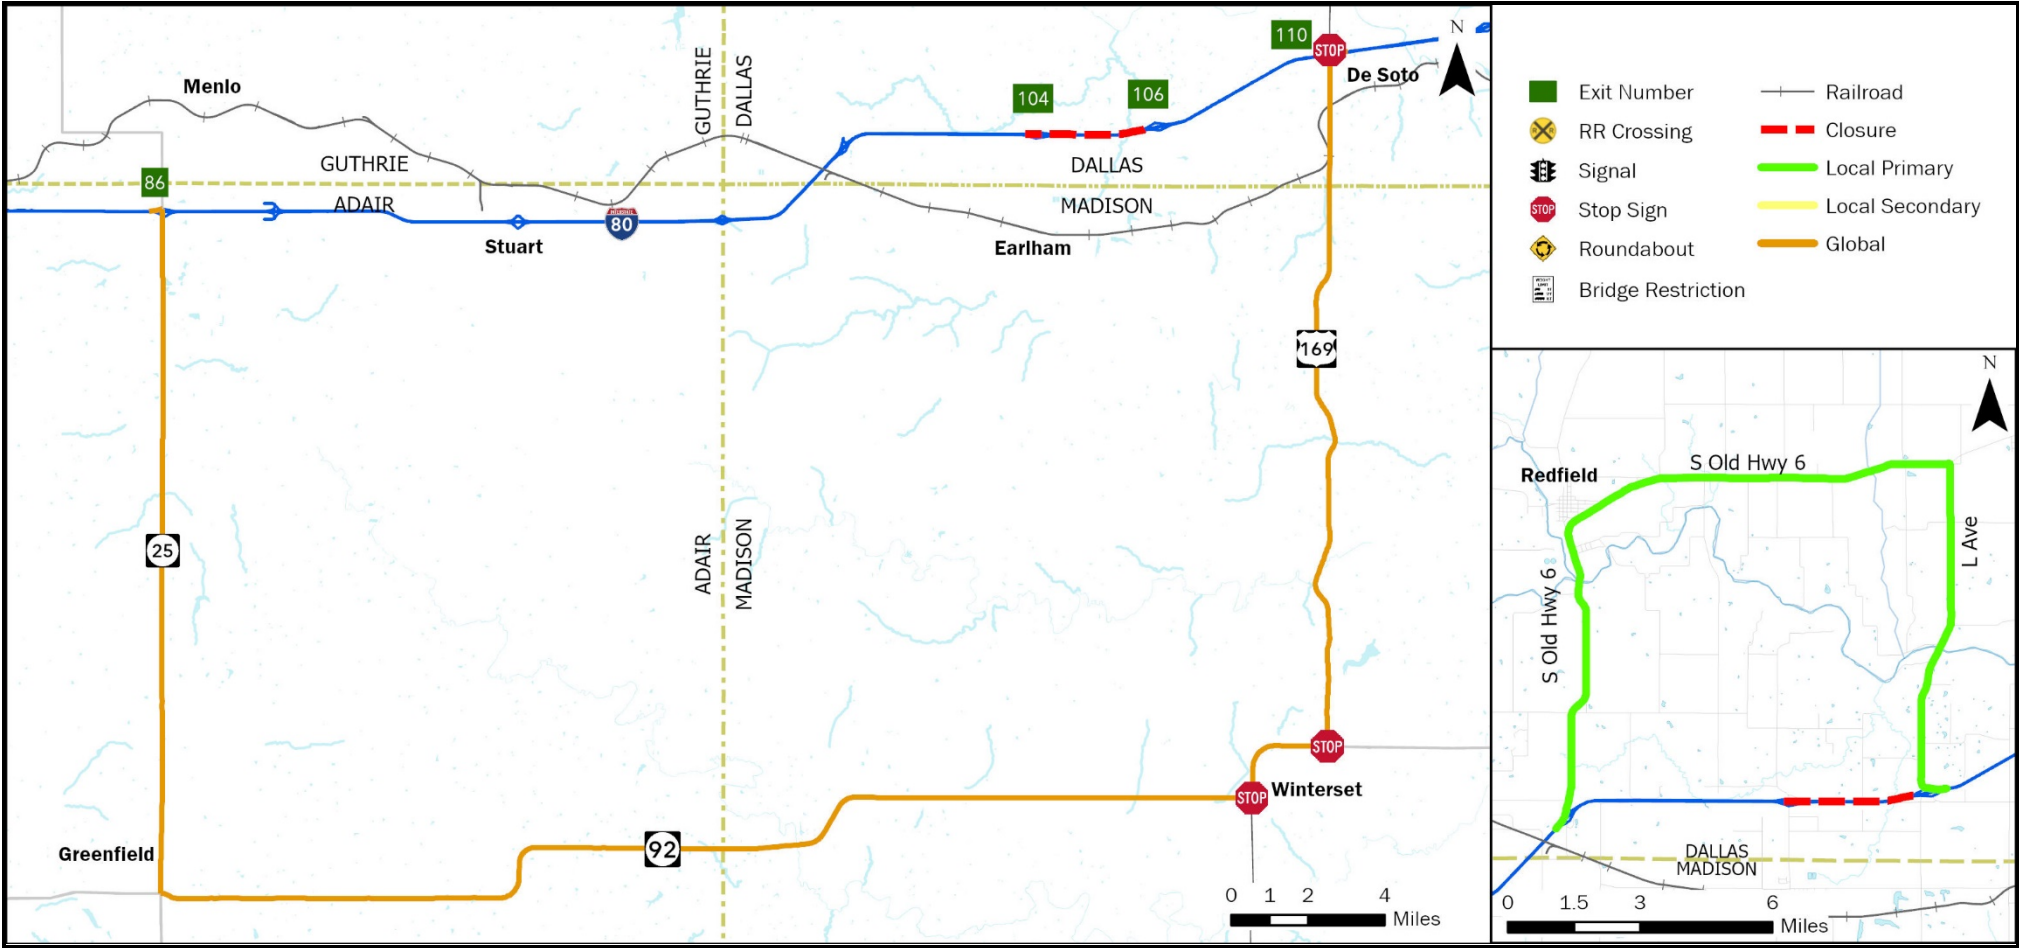 110
STOP
N
De Soto
Menlo
GUTHRIE
DALLAS
104
106
86
GUTHRIE
DALLAS
ADAIR
MADISON
INTERSTATE
80
Stuart
Earlham
169
25
ADAIR
MADISON
STOP
STOP
Winterset
Greenfield
92
0 1 2 4
Miles
Exit Number
RR Crossing
Signal
STOP
Stop Sign
Roundabout
Bridge Restriction
Railroad
Closure
Local Primary
Local Secondary
Global
N
Redfield
S Old Hwy 6
L Ave
S Old Hwy 6
DALLAS
MADISON
0 1.5 3 6
Miles